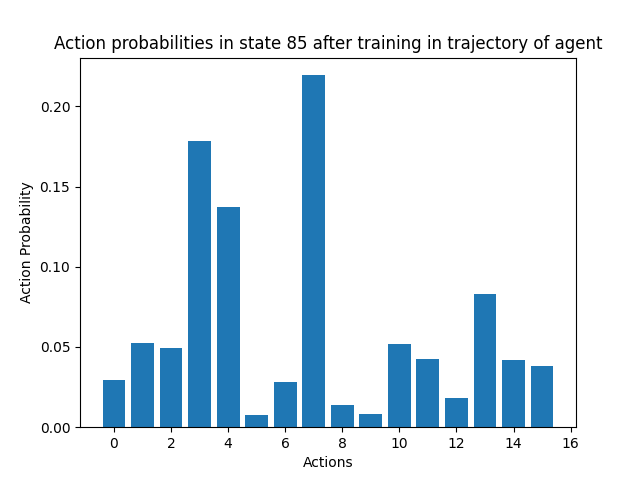 Action probabilities in state 85 after training in trajectory of agent
0.20
0.15
0.10
0.05
0.00
Action Probability
0 2 4 6 8 10 12 14 16
Actions